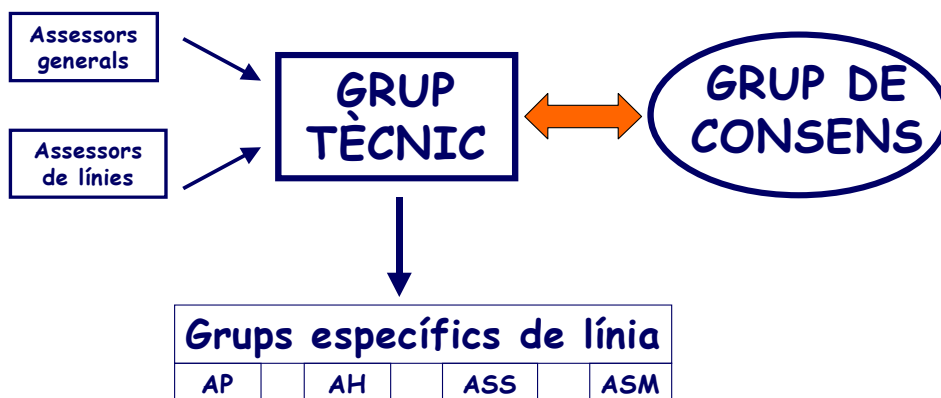 Assessors
generals
GRUP
TÈCNIC
GRUP DE
CONSENS
Assessors
de línies
Grups específics de línia
AP
AH
ASS
ASM